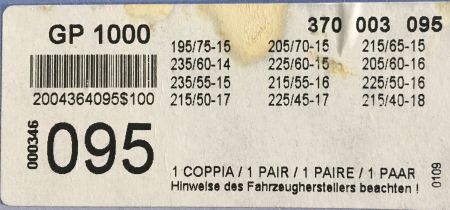 GP 1000
370 003 095
195/75-15 205/70-15 215/65-15
235/60-14 225/60-15 205/60-16
235/55-15 215/55-16 225/50-16
215/50-17 225/45-17 215/40-18
2004364095$100
000346
095
1 COPPIA / 1 PAIR / 1 PAIRE / 1 PAAR
Hinweise des Fahrzeugherstellers beachten !
0109